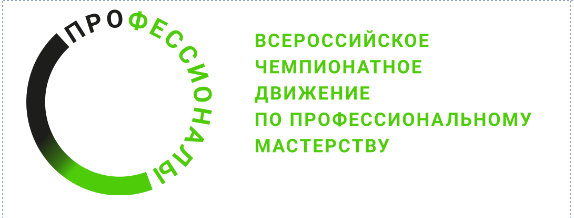 ПРОФЕССИОНАЛЫ
ВСЕРОССИЙСКОЕ
ЧЕМПИОНАТНОЕ
ДВИЖЕНИЕ
ПО ПРОФЕССИОНАЛЬНОМУ
МАСТЕРСТВУ